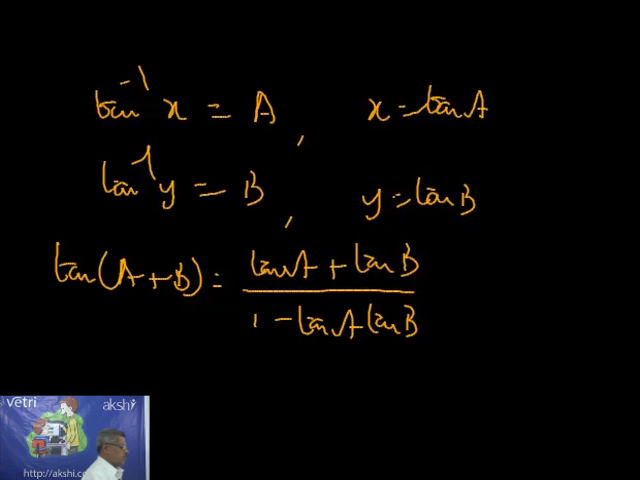 tan⁻¹ x = A , x = tan A
tan⁻¹ y = B , y = tan B
tan(A+B) = (tan A + tan B) / (1 - tan A tan B)
vetri akshi
http://akshi.c